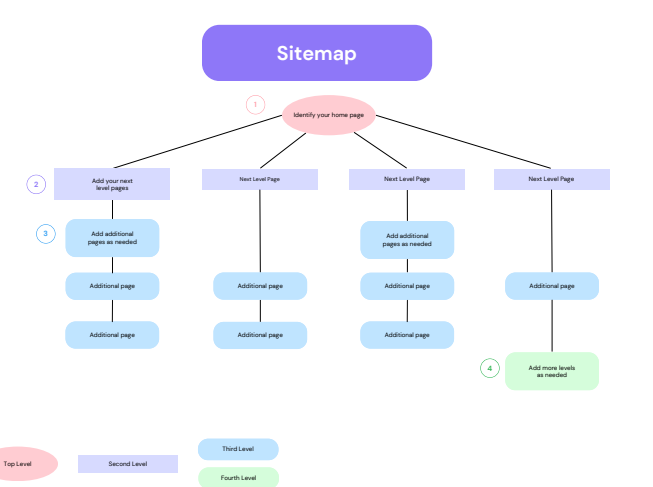 Sitemap
1
Identify your home page
2
Add your next
level pages
Next Level Page
Next Level Page
Next Level Page
3
Add additional
pages as needed
Add additional
pages as needed
Additional page
Additional page
Additional page
Additional page
Additional page
Additional page
Additional page
4
Add more levels
as needed
Top Level
Second Level
Third Level
Fourth Level